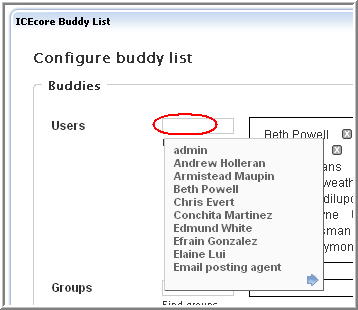 ICEcore Buddy List
Configure buddy list
Buddies
Users
Beth Powell
admin
Andrew Holleran
Armistead Maupin
Beth Powell
Chris Evert
Conchita Martinez
Edmund White
Efrain Gonzalez
Elaine Lui
Email posting agent
Groups
Find groups